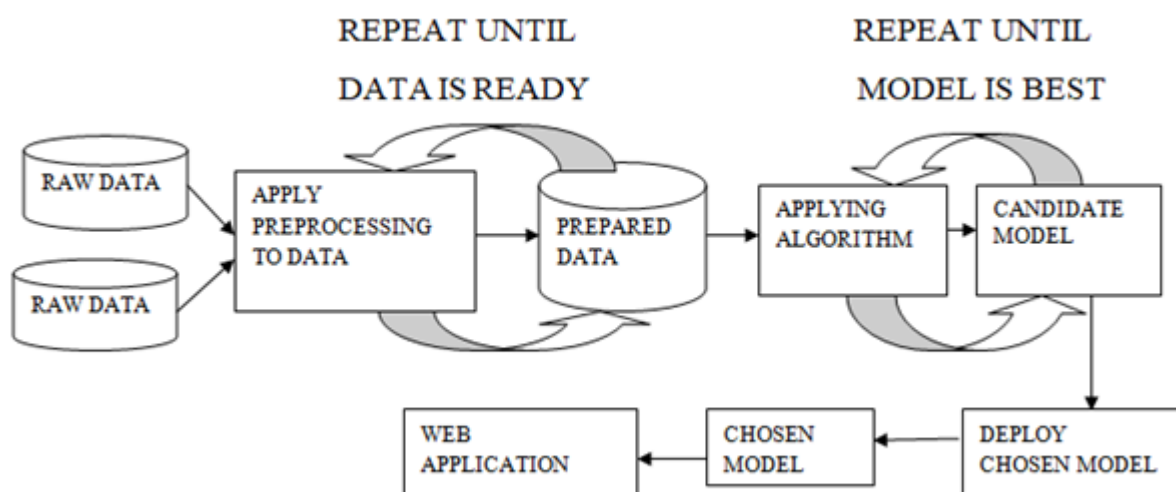 REPEAT UNTIL
DATA IS READY
REPEAT UNTIL
MODEL IS BEST
RAW DATA
RAW DATA
APPLY
PREPROCESSING
TO DATA
PREPARED
DATA
APPLYING
ALGORITHM
CANDIDATE
MODEL
WEB
APPLICATION
CHOSEN
MODEL
DEPLOY
CHOSEN MODEL